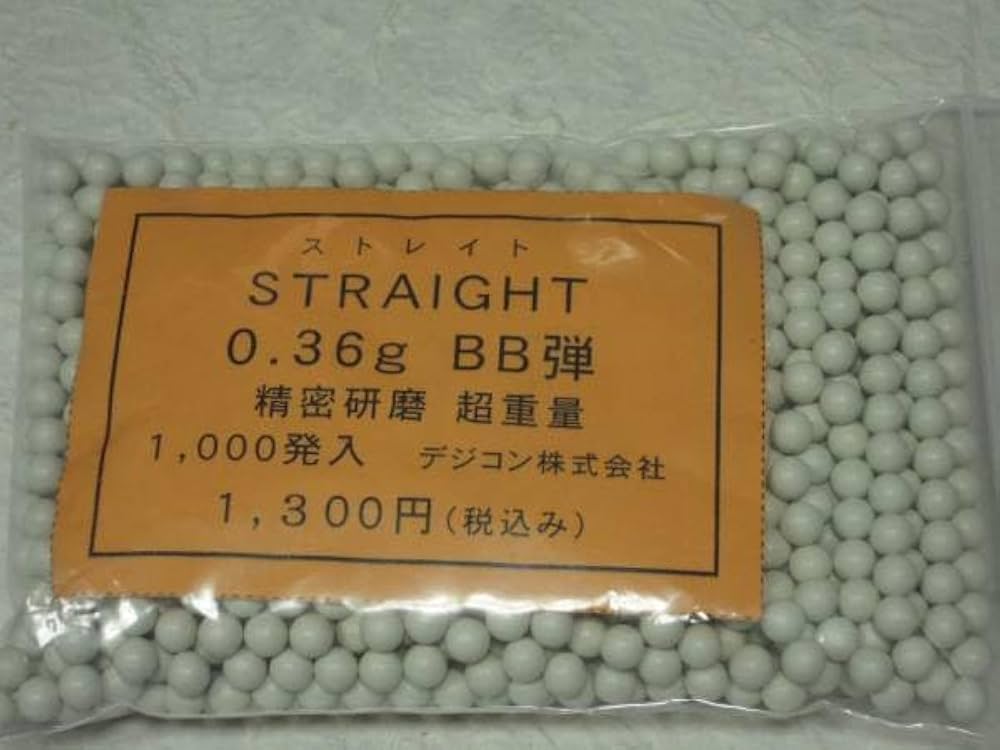 ストレイト
STRAIGHT
0.36g BB弾
精密研磨 超重量
1,000発入 デジコン株式会社
1,300円(税込み)